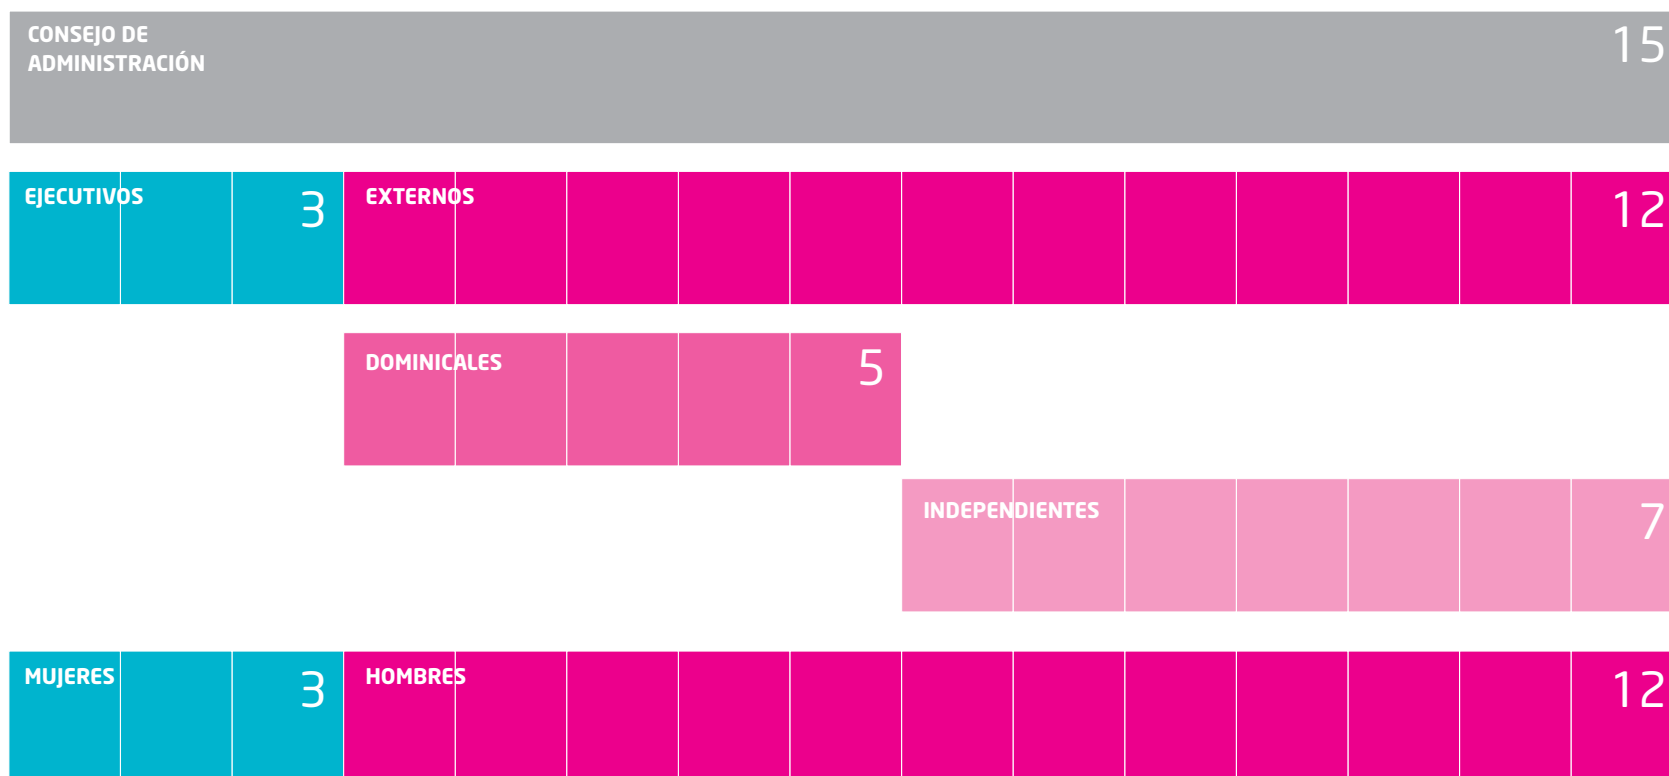 CONSEJO DE
ADMINISTRACIÓN
15
EJECUTIVOS
3
EXTERNOS
12
DOMINICALES
5
INDEPENDIENTES
7
MUJERES
3
HOMBRES
12